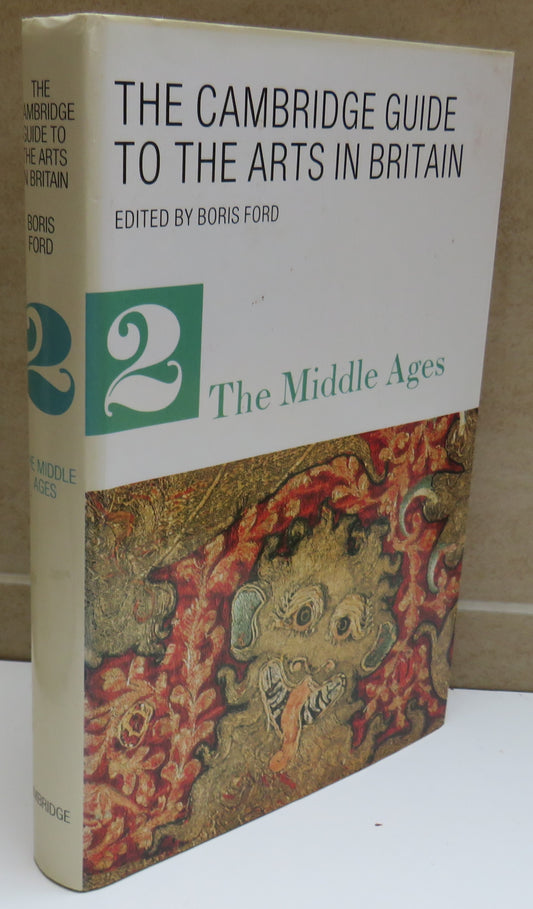 THE CAMBRIDGE GUIDE
TO THE ARTS IN BRITAIN
EDITED BY BORIS FORD
2
The Middle Ages
THE
CAMBRIDGE
GUIDE TO
THE ARTS
IN BRITAIN
BORIS
FORD
2
THE MIDDLE
AGES
CAMBRIDGE